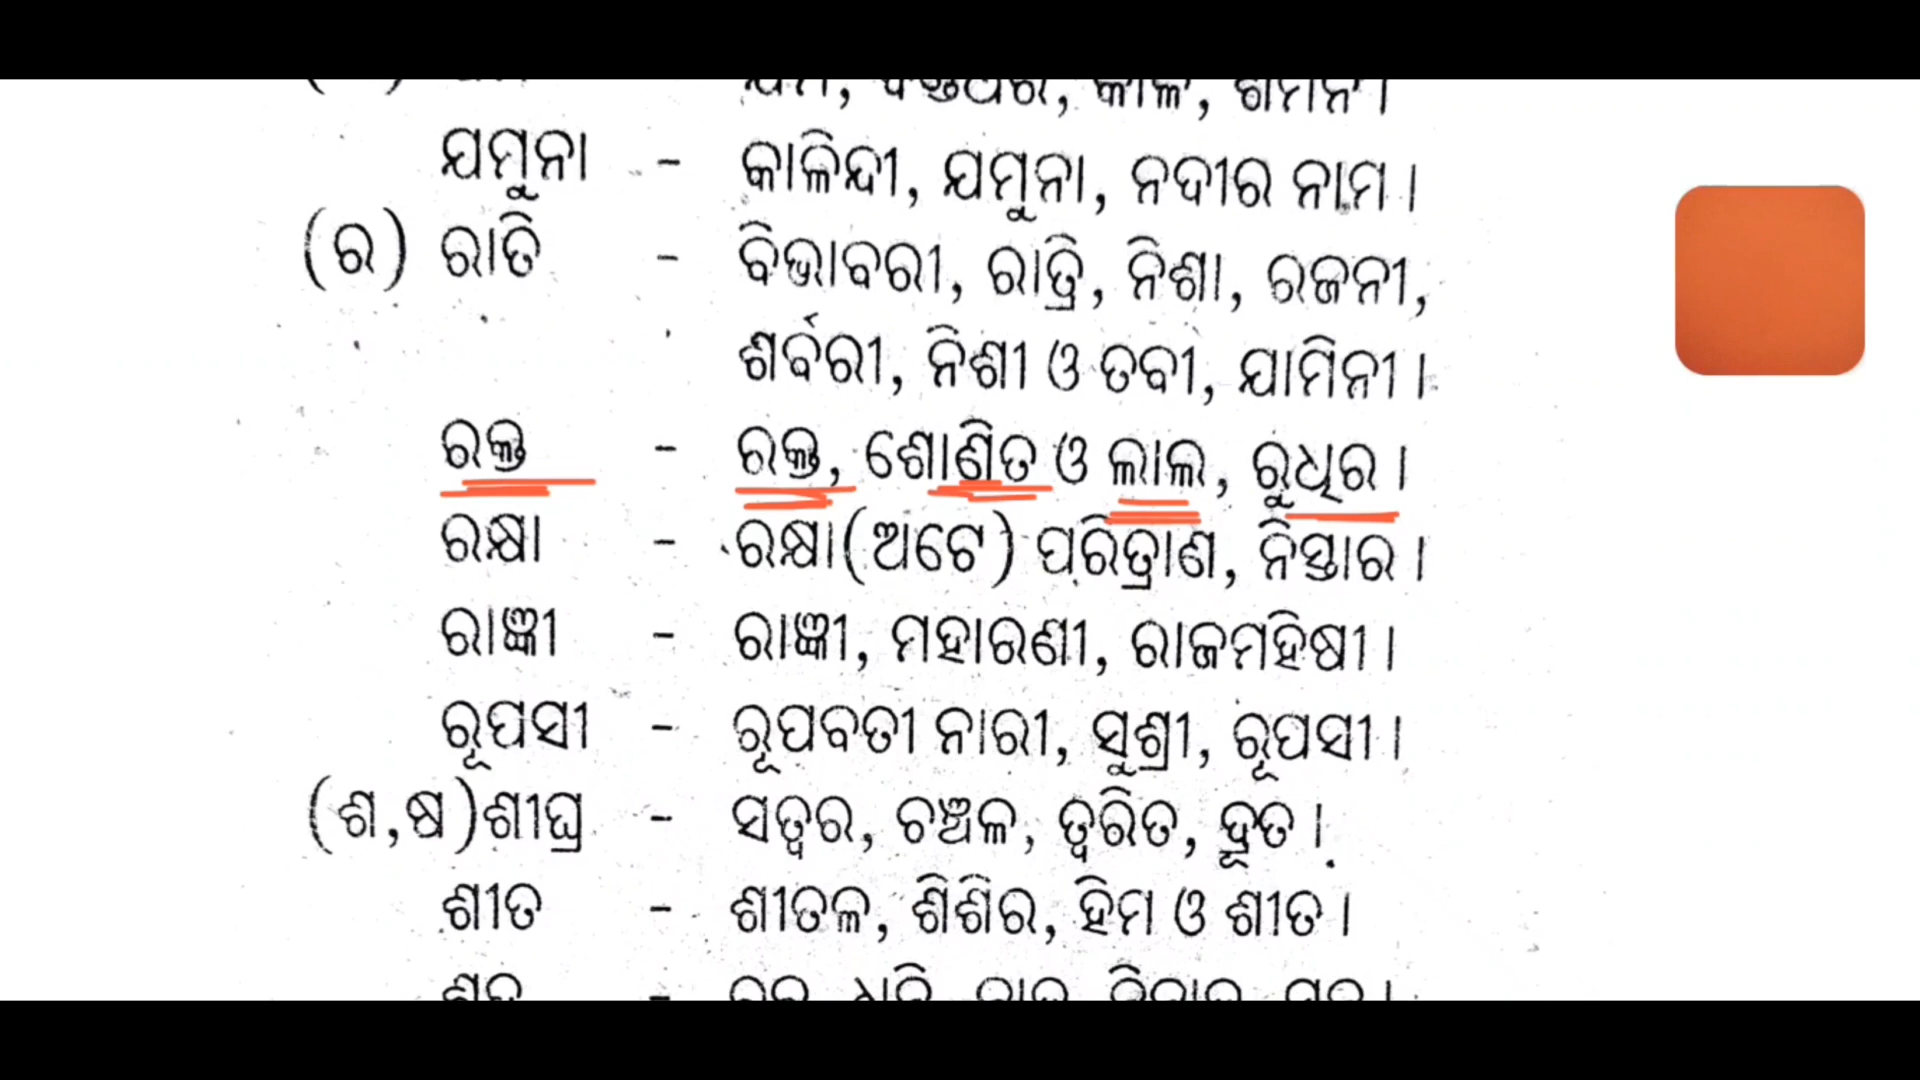 ଯମୁନା - କାଳିନ୍ଦୀ, ଯମୁନା, ନଦୀର ନାମ ।
(ର) ରାତି - ବିଭାବରୀ, ରାତ୍ରି, ନିଶା, ରଜନୀ,
ଶର୍ବରୀ, ନିଶୀ ଓ ତବୀ, ଯାମିନୀ ।
ରକ୍ତ - ରକ୍ତ, ଶୋଣିତ ଓ ଲାଲ, ରୁଧିର ।
ରକ୍ଷା - ରକ୍ଷା (ଅଟେ) ପରିତ୍ରାଣ, ନିସ୍ତାର ।
ରାଜ୍ଞୀ - ରାଜ୍ଞୀ, ମହାରଣୀ, ରାଜମହିଷୀ ।
ରୂପସୀ - ରୂପବତୀ ନାରୀ, ସୁଶ୍ରୀ, ରୂପସୀ ।
(ଶ,ଷ) ଶୀଘ୍ର - ସତ୍ୱର, ଚଞ୍ଚଳ, ତ୍ୱରିତ, ଦ୍ରୂତ ।
ଶୀତ - ଶୀତଳ, ଶିଶିର, ହିମ ଓ ଶୀତ ।